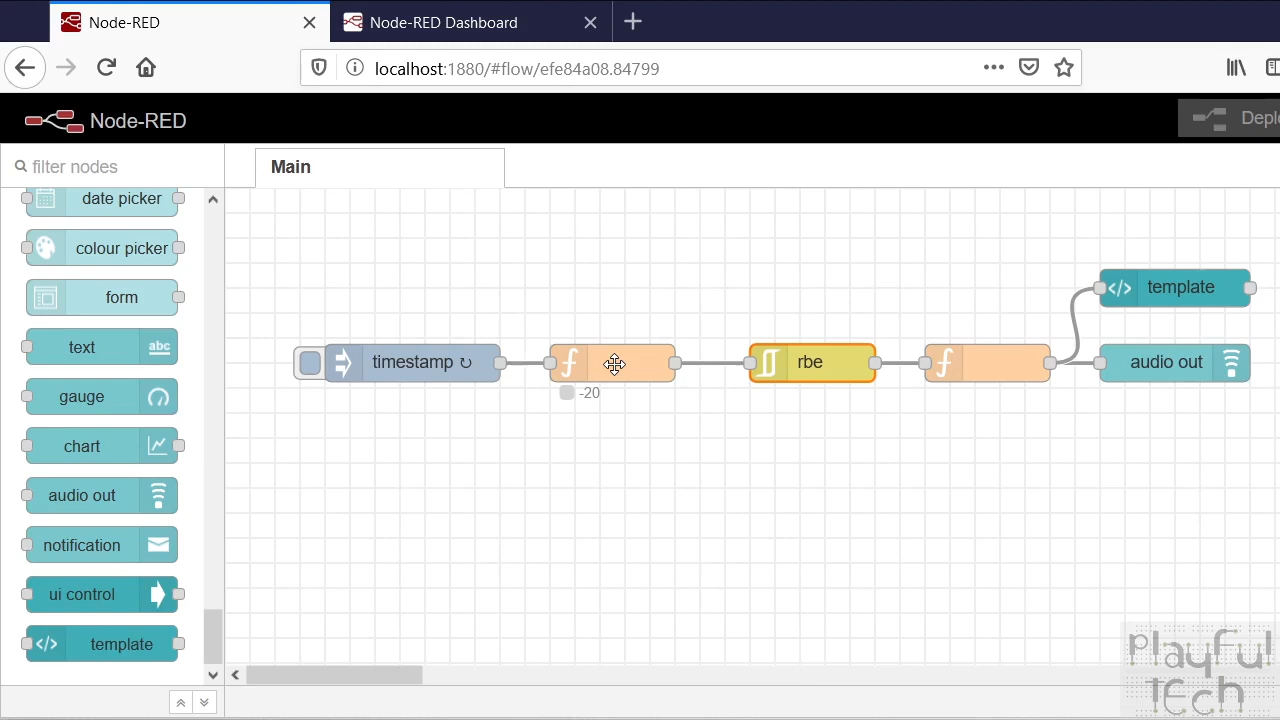 Node-RED
Node-RED Dashboard
localhost:1880/#flow/efe84a08.84799
Node-RED
Deplo
filter nodes
Main
date picker
colour picker
form
text
abc
gauge
chart
audio out
notification
ui control
template
timestamp ↻
-20
rbe
template
audio out
playful
tech